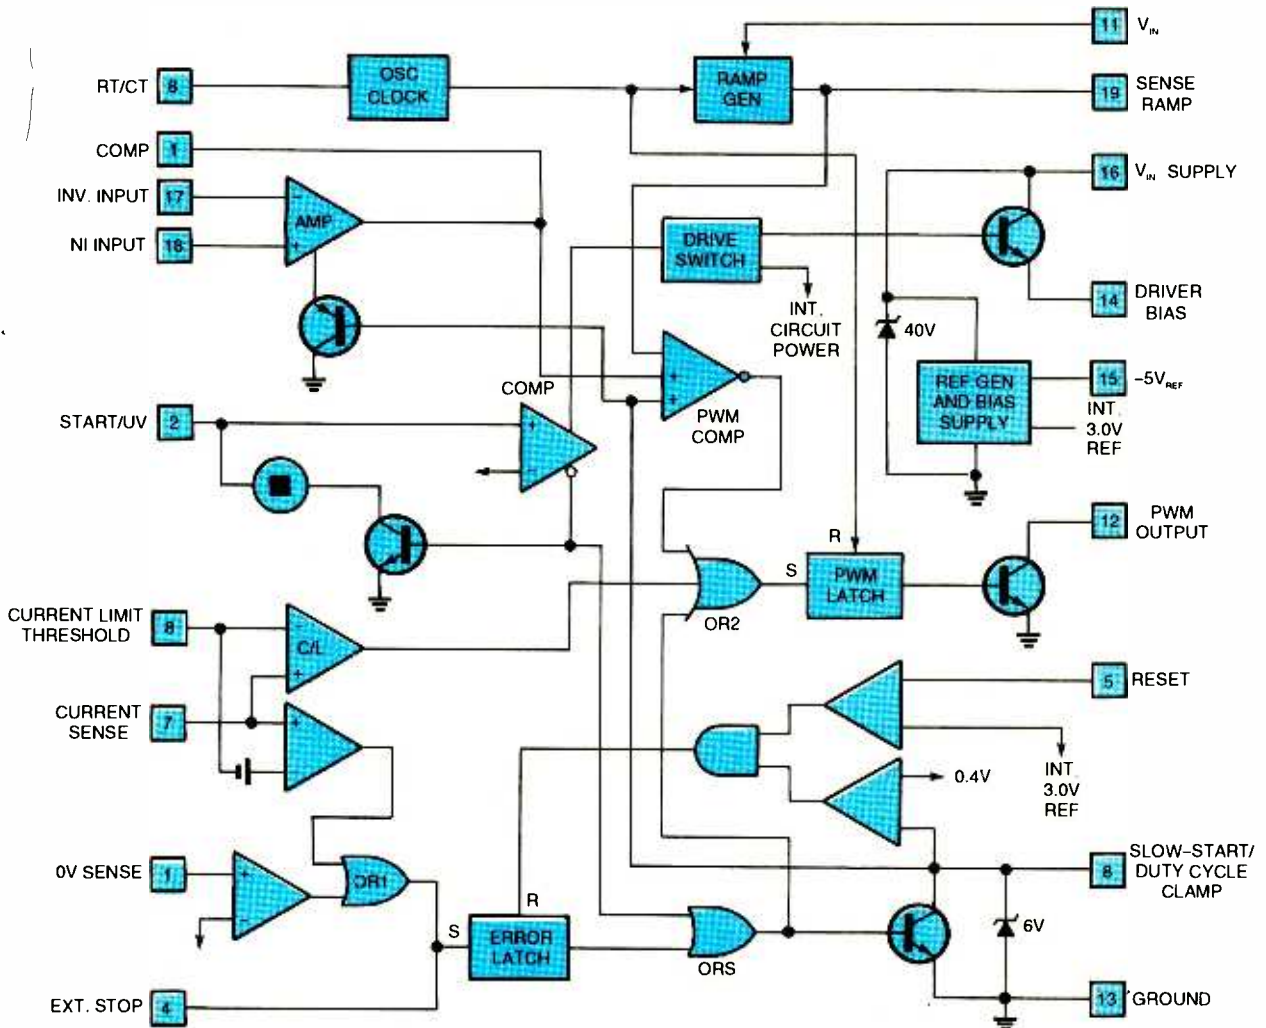 11 V IN
RT/CT 8
OSC CLOCK
RAMP GEN
19 SENSE RAMP
COMP 1
16 V IN SUPPLY
INV. INPUT 17
- AMP +
NI INPUT 18
DRIVE SWITCH
INT. CIRCUIT POWER
14 DRIVER BIAS
40V
REF GEN AND BIAS SUPPLY
15 -5V REF
INT. 3.0V REF
COMP
+ -
+ +
PWM COMP
START/UV 2
12 PWM OUTPUT
R
S
PWM LATCH
OR2
CURRENT LIMIT THRESHOLD 8
- C/L +
5 RESET
CURRENT SENSE 7
+
0.4V
INT. 3.0V REF
0V SENSE 1
+ -
OR1
8 SLOW-START/ DUTY CYCLE CLAMP
R
S
ERROR LATCH
ORS
6V
EXT. STOP 4
13 GROUND